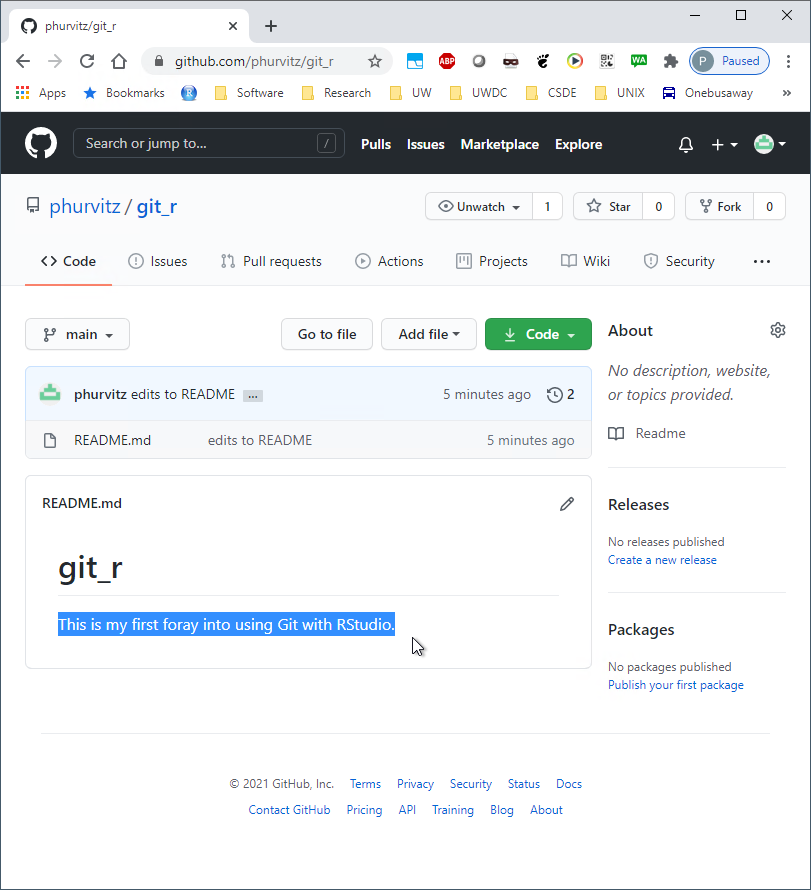 phurvitz/git_r
github.com/phurvitz/git_r ABP WA P Paused
Apps Bookmarks R Software Research UW UWDC CSDE UNIX Onebusaway »
Search or jump to... / Pulls Issues Marketplace Explore
phurvitz / git_r Unwatch 1 Star 0 Fork 0
Code Issues Pull requests Actions Projects Wiki Security ...
main Go to file Add file Code
phurvitz edits to README ... 5 minutes ago 2
README.md edits to README 5 minutes ago
README.md
git_r
This is my first foray into using Git with RStudio.
About
No description, website,
or topics provided.
Readme
Releases
No releases published
Create a new release
Packages
No packages published
Publish your first package
© 2021 GitHub, Inc. Terms Privacy Security Status Docs
Contact GitHub Pricing API Training Blog About